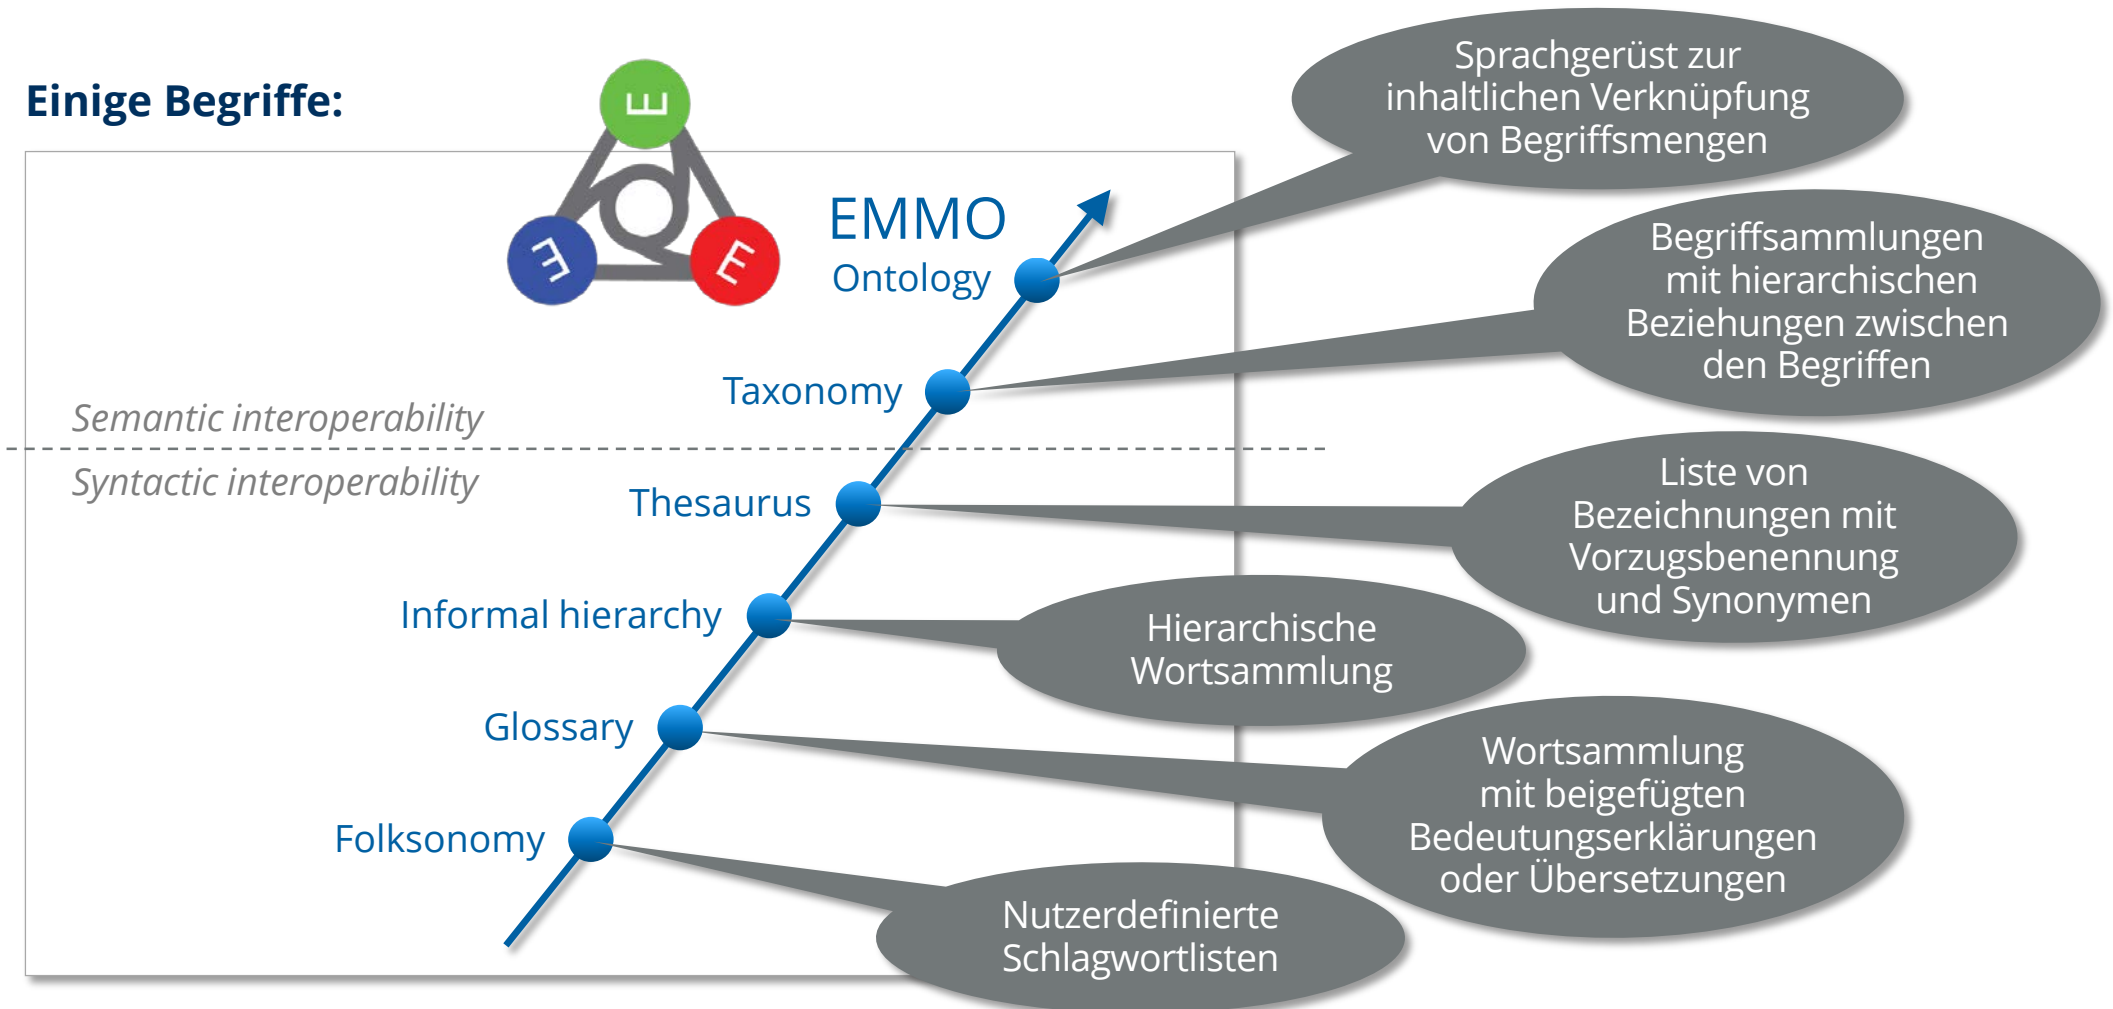 Einige Begriffe:
E
E
E
EMMO
Ontology
Sprachgerüst zur
inhaltlichen Verknüpfung
von Begriffsmengen
Taxonomy
Begriffsammlungen
mit hierarchischen
Beziehungen zwischen
den Begriffen
Semantic interoperability
Syntactic interoperability
Thesaurus
Liste von
Bezeichnungen mit
Vorzugsbenennung
und Synonymen
Informal hierarchy
Hierarchische
Wortsammlung
Glossary
Wortsammlung
mit beigefügten
Bedeutungserklärungen
oder Übersetzungen
Folksonomy
Nutzerdefinierte
Schlagwortlisten